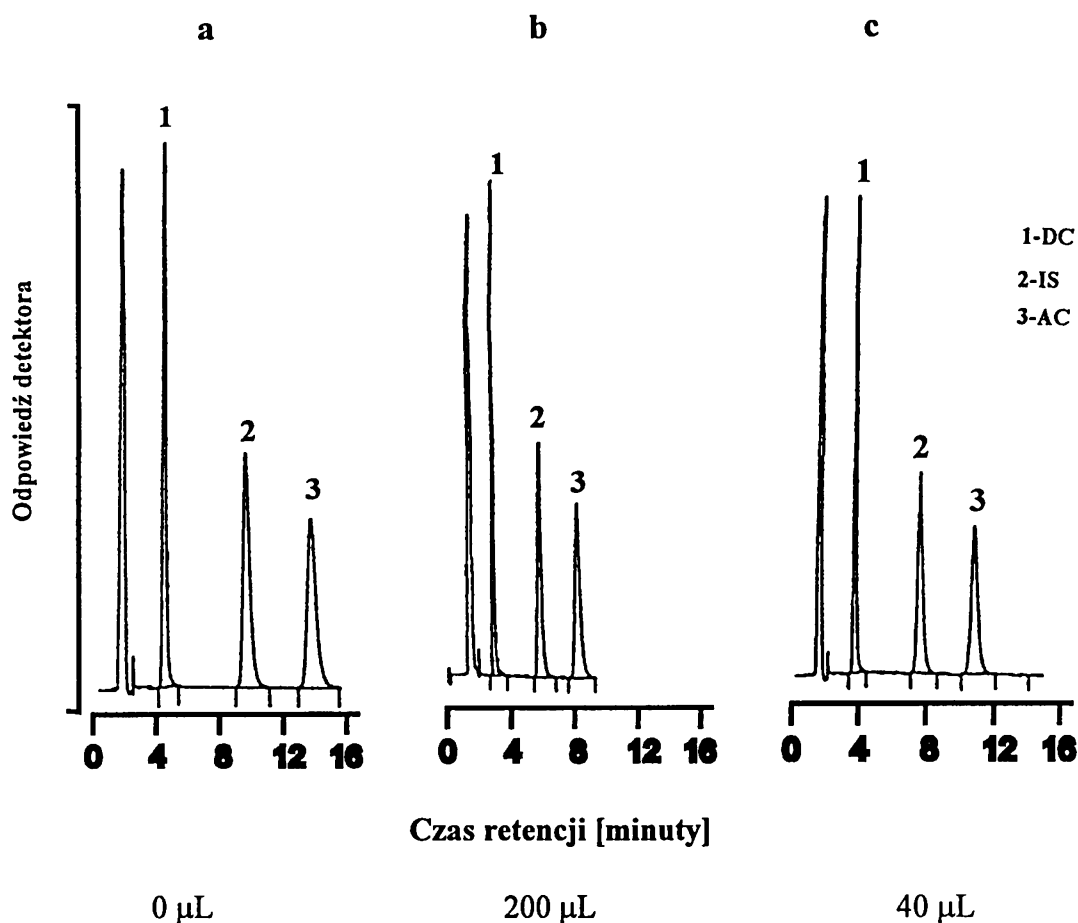 a b c
1 1 1
1-DC
2-IS
3-AC
Odpowiedź detektora
2 2 2
3 3 3
0 4 8 12 16 0 4 8 12 16 0 4 8 12 16
Czas retencji [minuty]
0 μL 200 μL 40 μL